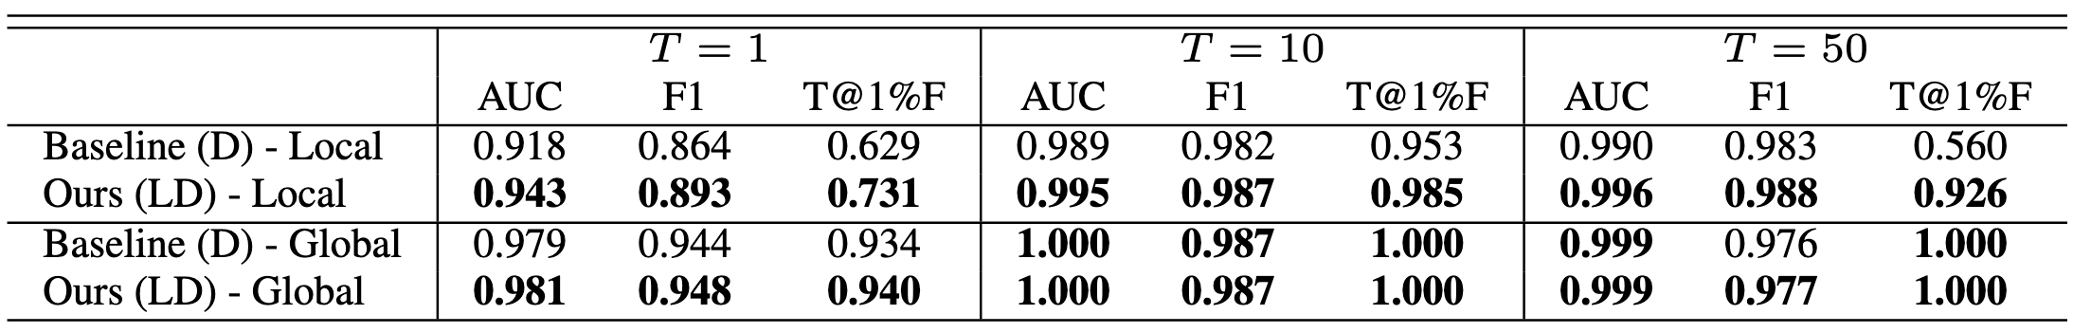 T = 1 T = 10 T = 50
AUC F1 T@1%F AUC F1 T@1%F AUC F1 T@1%F
Baseline (D) - Local 0.918 0.864 0.629 0.989 0.982 0.953 0.990 0.983 0.560
Ours (LD) - Local 0.943 0.893 0.731 0.995 0.987 0.985 0.996 0.988 0.926
Baseline (D) - Global 0.979 0.944 0.934 1.000 0.987 1.000 0.999 0.976 1.000
Ours (LD) - Global 0.981 0.948 0.940 1.000 0.987 1.000 0.999 0.977 1.000